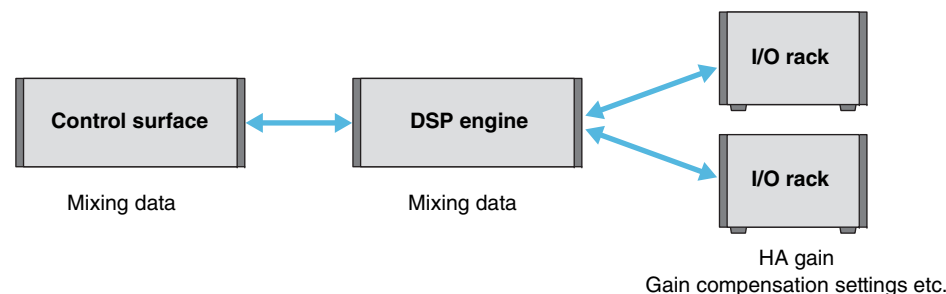 Control surface
Mixing data
DSP engine
Mixing data
I/O rack
I/O rack
HA gain
Gain compensation settings etc.